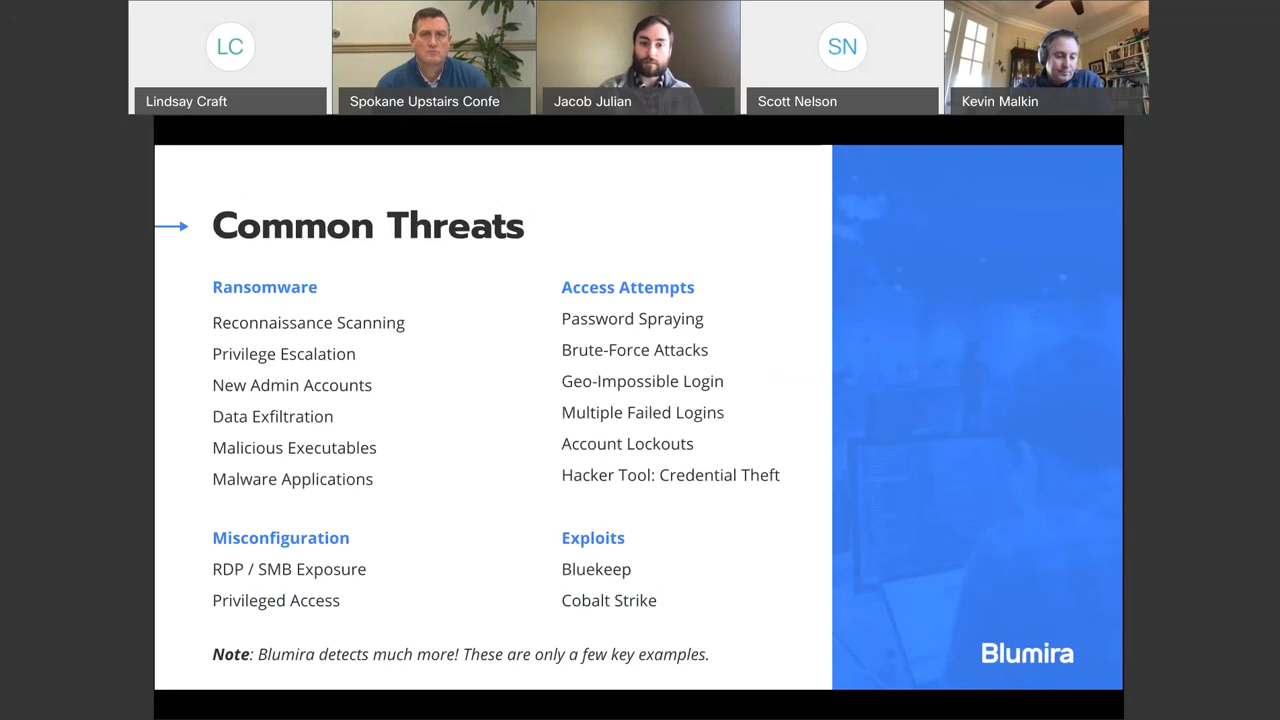 LC
SN
Lindsay Craft
Spokane Upstairs Confe
Jacob Julian
Scott Nelson
Kevin Malkin
Common Threats
Ransomware
Reconnaissance Scanning
Privilege Escalation
New Admin Accounts
Data Exfiltration
Malicious Executables
Malware Applications
Access Attempts
Password Spraying
Brute-Force Attacks
Geo-Impossible Login
Multiple Failed Logins
Account Lockouts
Hacker Tool: Credential Theft
Misconfiguration
RDP / SMB Exposure
Privileged Access
Exploits
Bluekeep
Cobalt Strike
Note: Blumira detects much more! These are only a few key examples.
Blumira